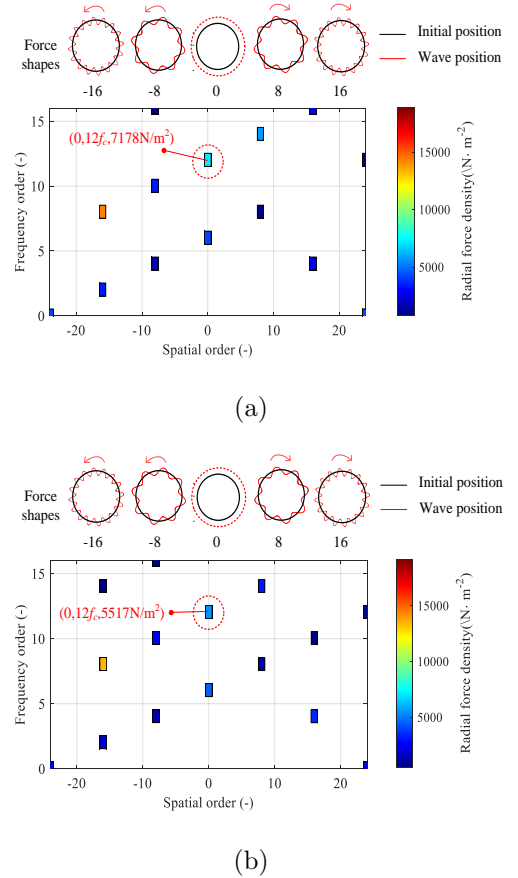 Force
shapes
-16
-8
0
8
16
Initial position
Wave position
(0,12fc,7178N/m²)
Frequency order (-)
15
10
5
0
-20
-10
0
10
20
Spatial order (-)
15000
10000
5000
Radial force density(\N· m-2)
(a)
Force
shapes
-16
-8
0
8
16
Initial position
Wave position
(0,12fc,5517N/m²)
Frequency order (-)
15
10
5
0
-20
-10
0
10
20
Spatial order (-)
15000
10000
5000
Radial force density(\N· m-2)
(b)